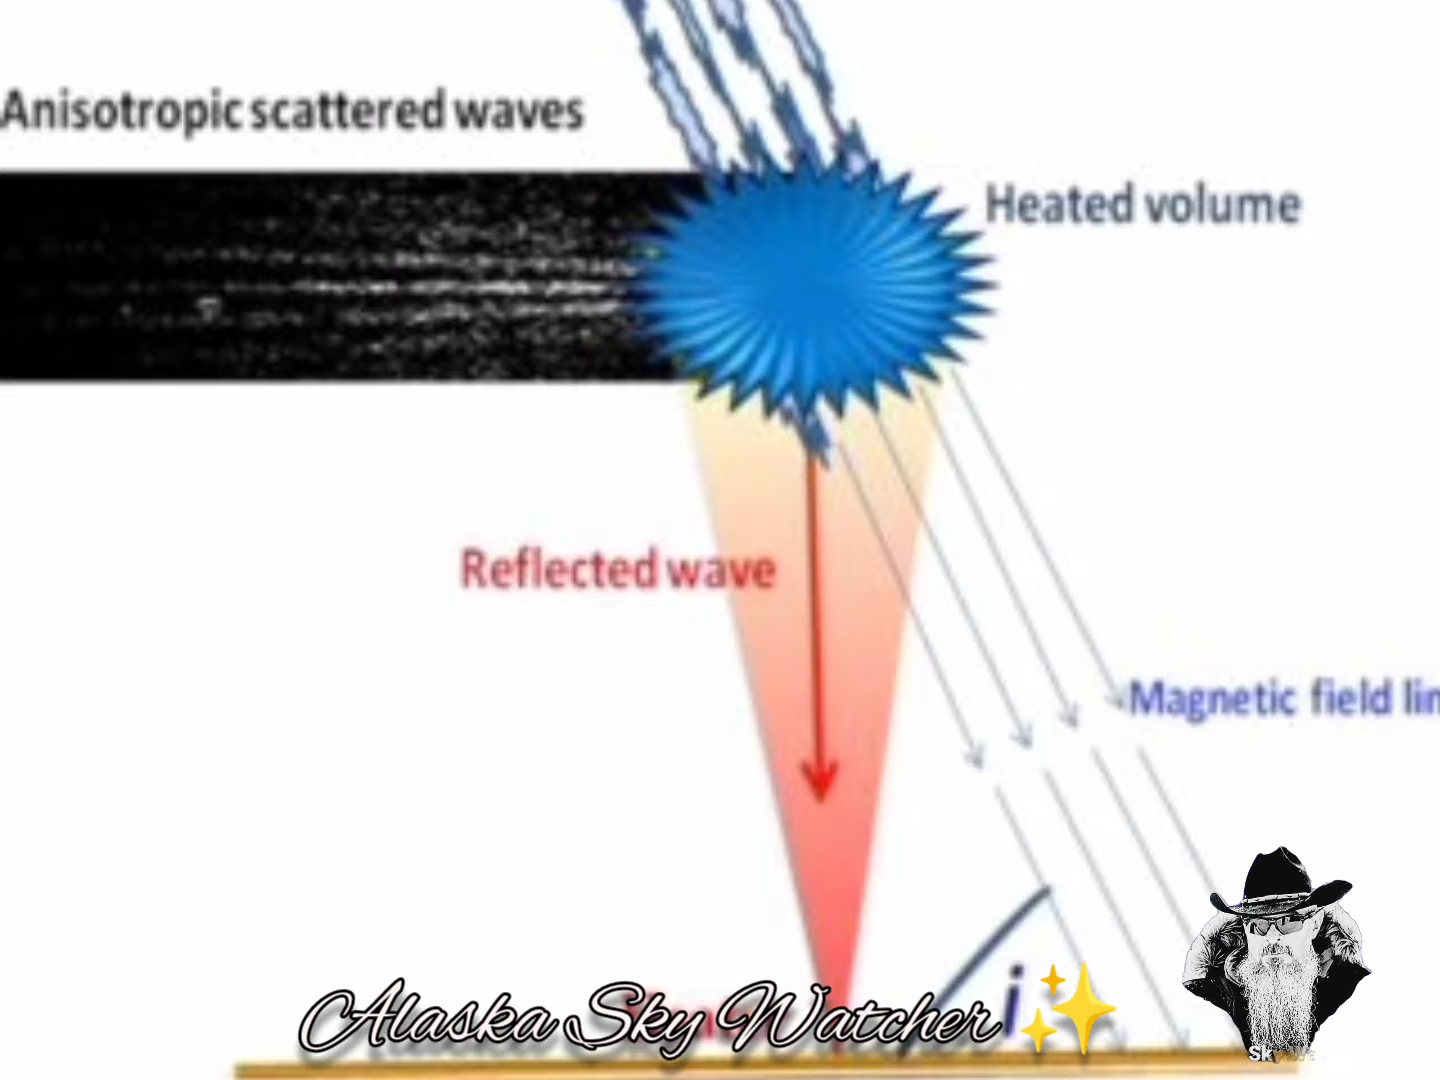 Anisotropic scattered waves
Heated volume
Reflected wave
Magnetic field lin
i
Alaska Sky Watcher